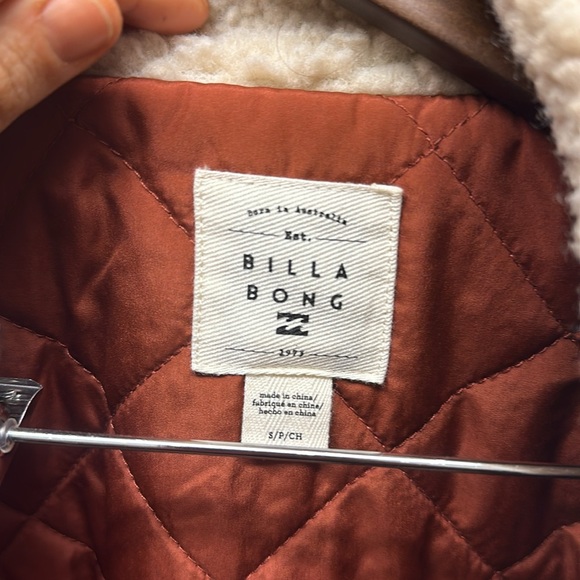 Born in Australia
Est.
BILLA
BONG
1973
made in china/
fabriqué en chine/
hecho en china
S/P/CH